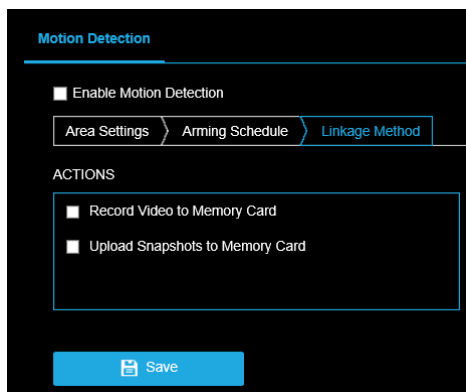 Motion Detection
Enable Motion Detection
Area Settings Arming Schedule Linkage Method
ACTIONS
Record Video to Memory Card
Upload Snapshots to Memory Card
Save